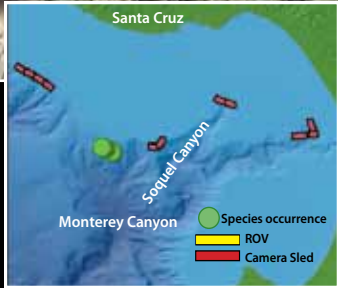 Santa Cruz
Soquel Canyon
Monterey Canyon
Species occurrence
ROV
Camera Sled